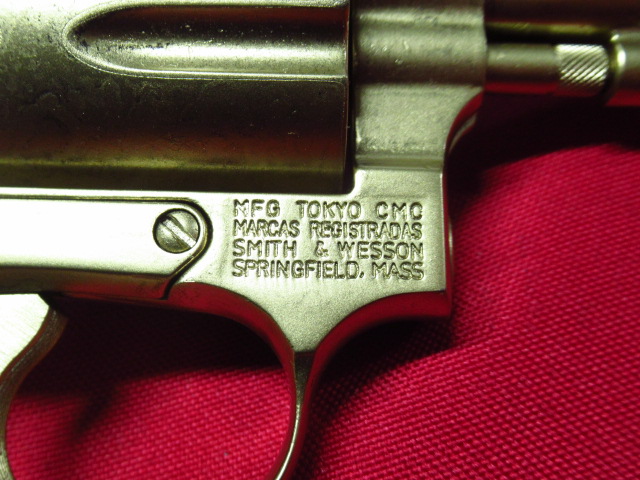 MFG TOKYO CMC
MARCAS REGISTRADAS
SMITH & WESSON
SPRINGFIELD, MASS